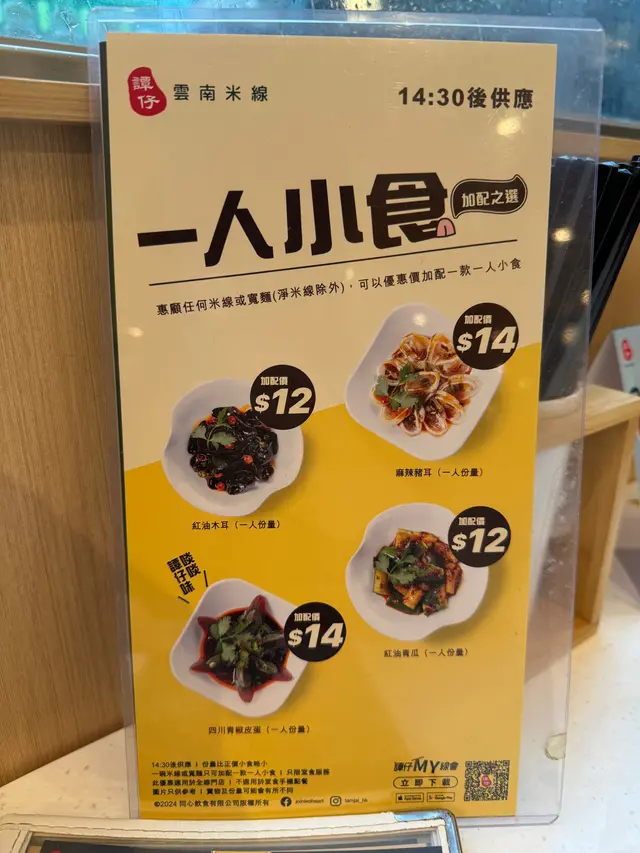 譚仔
雲南米線
14:30後供應
一人小食
加配之選
惠顧任何米線或寬麵(淨米線除外),可以優惠價加配一款一人小食
加配價
$14
麻辣豬耳(一人份量)
加配價
$12
紅油木耳(一人份量)
加配價
$12
紅油青瓜(一人份量)
譚仔啖啖味
加配價
$14
四川青椒皮蛋(一人份量)
14:30後供應 | 份量比正價小食略小
一碗米線或寬麵只可加配一款一人小食 | 只限堂食服務
此優惠適用於全線門店 | 不適用於堂食手機點餐
圖片只供參考 | 實物及份量可能會有所不同
©2024 同心飲食有限公司版權所有
tamjai_hk
譚仔MY線會
立即下載
App Store
Google Play